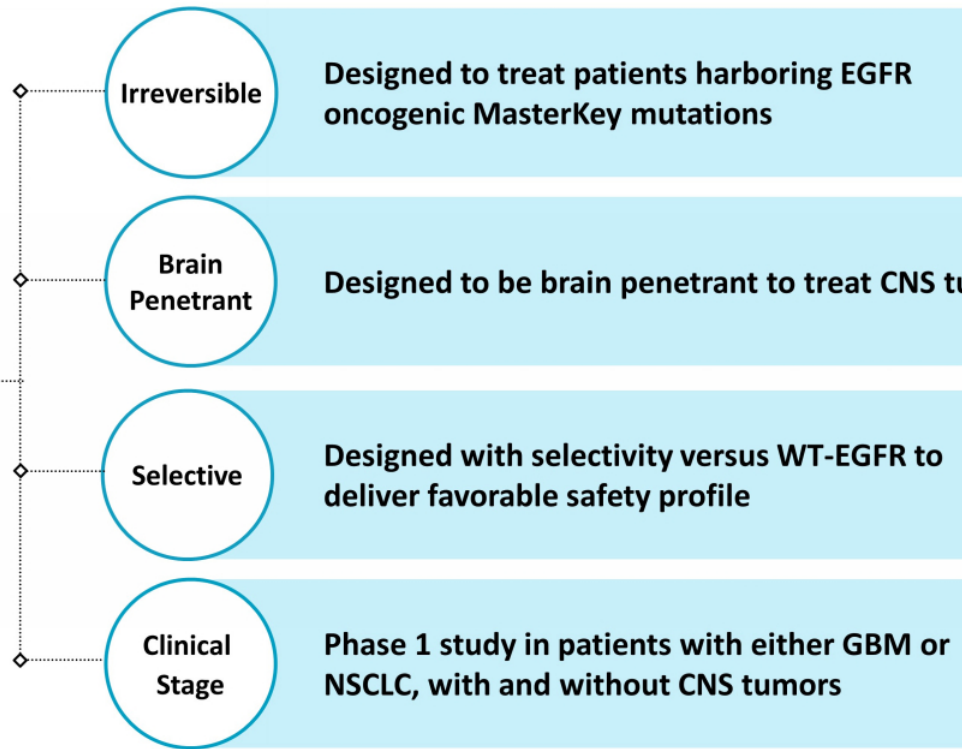 Irreversible
Designed to treat patients harboring EGFR
oncogenic MasterKey mutations
Brain
Penetrant
Designed to be brain penetrant to treat CNS
Selective
Designed with selectivity versus WT-EGFR to
deliver favorable safety profile
Clinical
Stage
Phase 1 study in patients with either GBM or
NSCLC, with and without CNS tumors